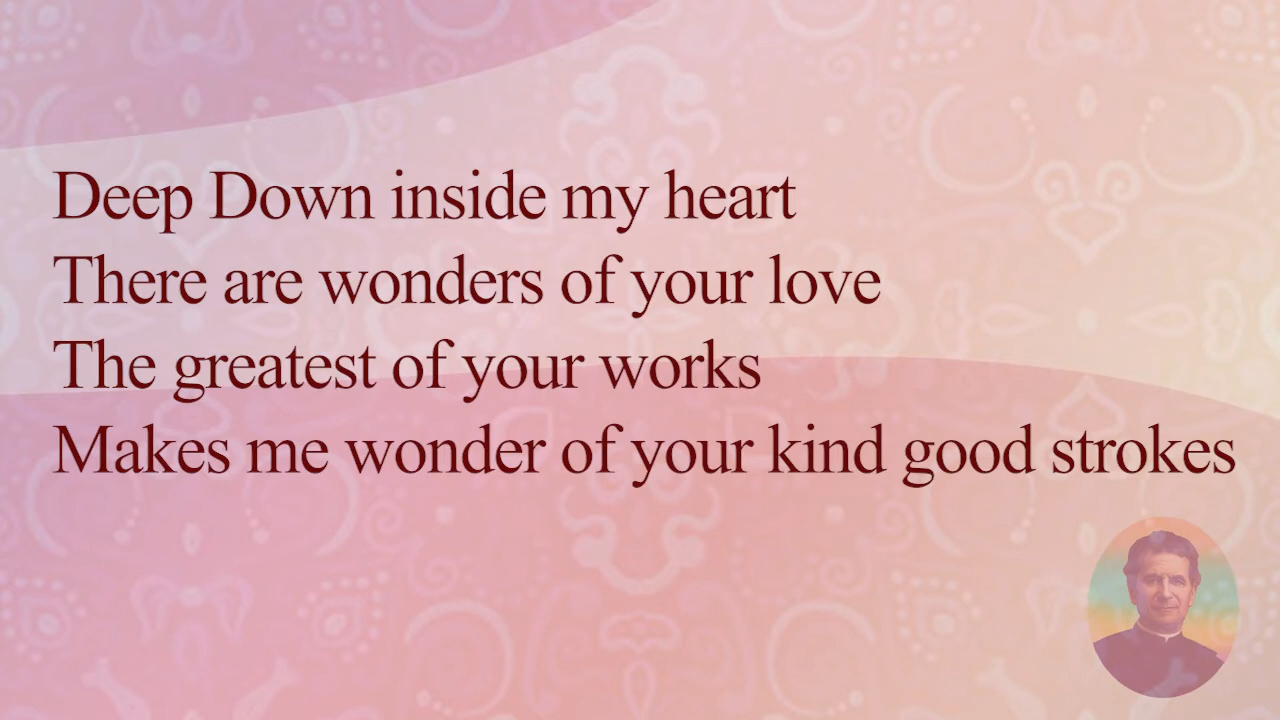 Deep Down inside my heart
There are wonders of your love
The greatest of your works
Makes me wonder of your kind good strokes